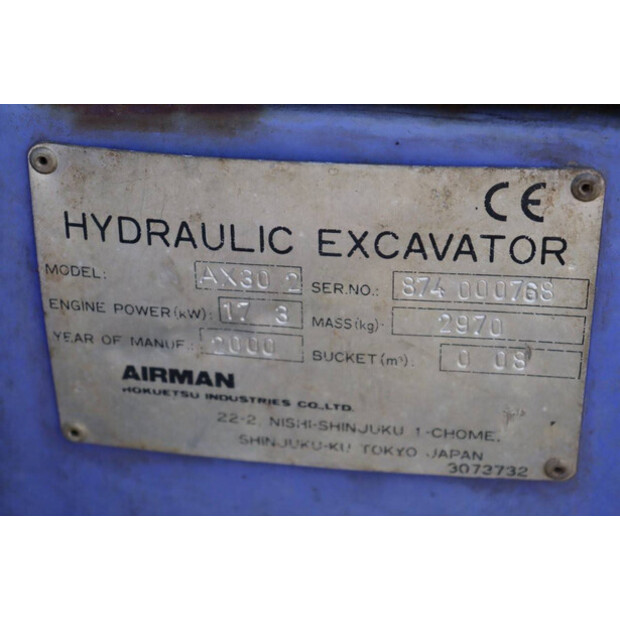 CE
HYDRAULIC EXCAVATOR
MODEL: AX30 2 SER.NO.: 874 000768
ENGINE POWER(kW): 17 3 MASS(kg): 2970
YEAR OF MANUF.: 2000 BUCKET(m³): 0 08
AIRMAN
HOKUETSU INDUSTRIES CO.,LTD.
22-2, NISHI-SHINJUKU 1-CHOME,
SHINJUKU-KU TOKYO JAPAN
3073732